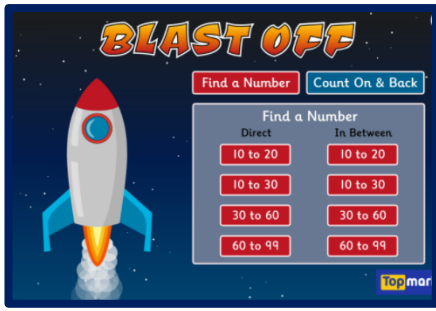 BLAST OFF
Find a Number Count On & Back
Find a Number
Direct In Between
10 to 20 10 to 20
10 to 30 10 to 30
30 to 60 30 to 60
60 to 99 60 to 99
Topmar